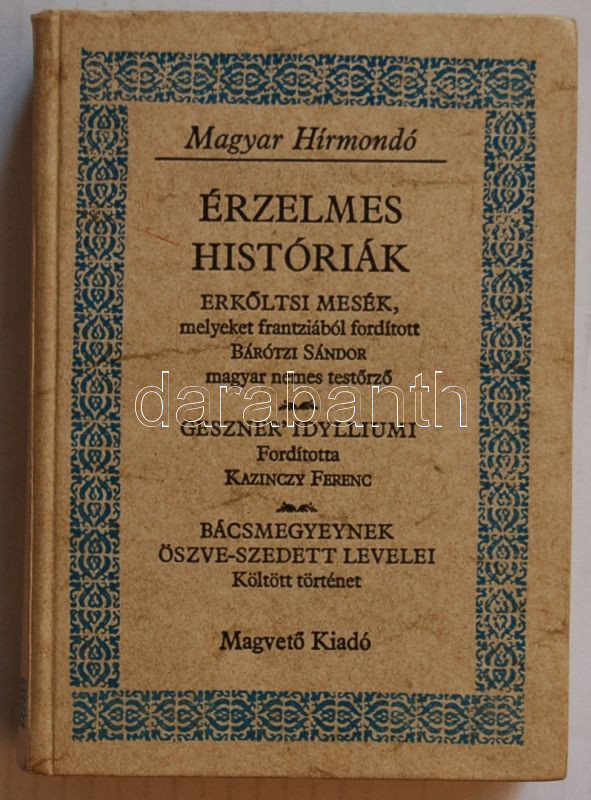 Magyar Hírmondó
ÉRZELMES
HISTÓRIÁK
ERKŐLTSI MESÉK,
melyeket frantziából fordított
BÁRÓTZI SÁNDOR
magyar nemes testőrző
darabanth
GESZNER' IDYLLIUMI
Fordította
KAZINCZY FERENC
BÁCSMEGYEYNEK
ÖSZVE-SZEDETT LEVELEI
Költött történet
Magvető Kiadó